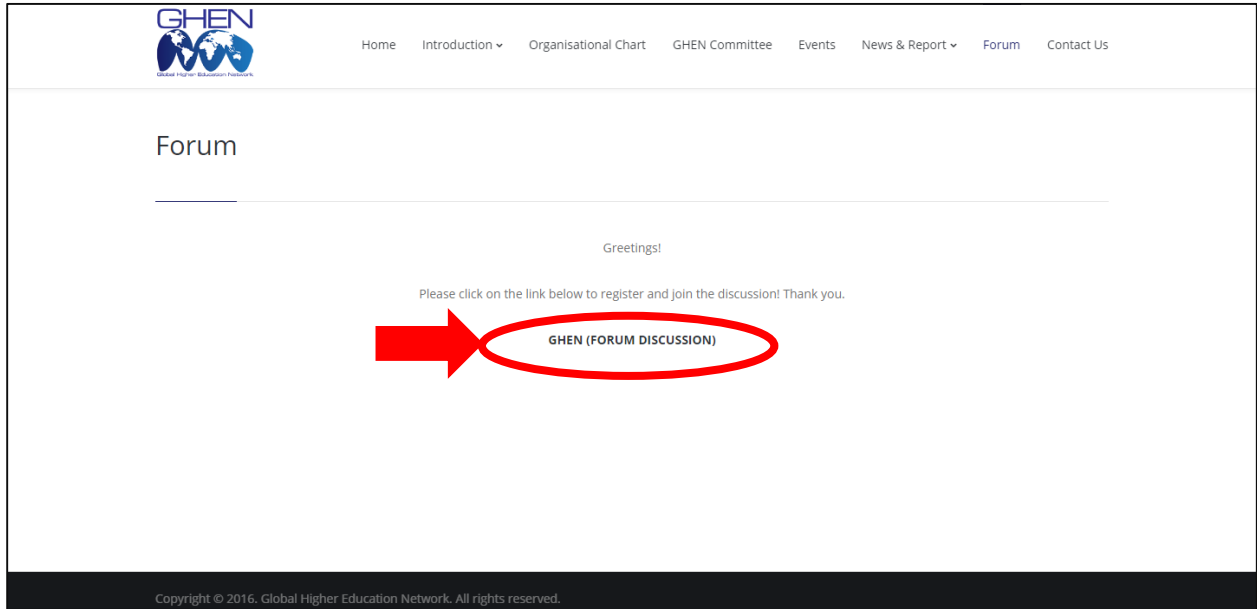 GHEN
Global Higher Education Network
Home Introduction Organisational Chart GHEN Committee Events News & Report Forum Contact Us
Forum
Greetings!
Please click on the link below to register and join the discussion! Thank you.
GHEN (FORUM DISCUSSION)
Copyright © 2016. Global Higher Education Network. All rights reserved.